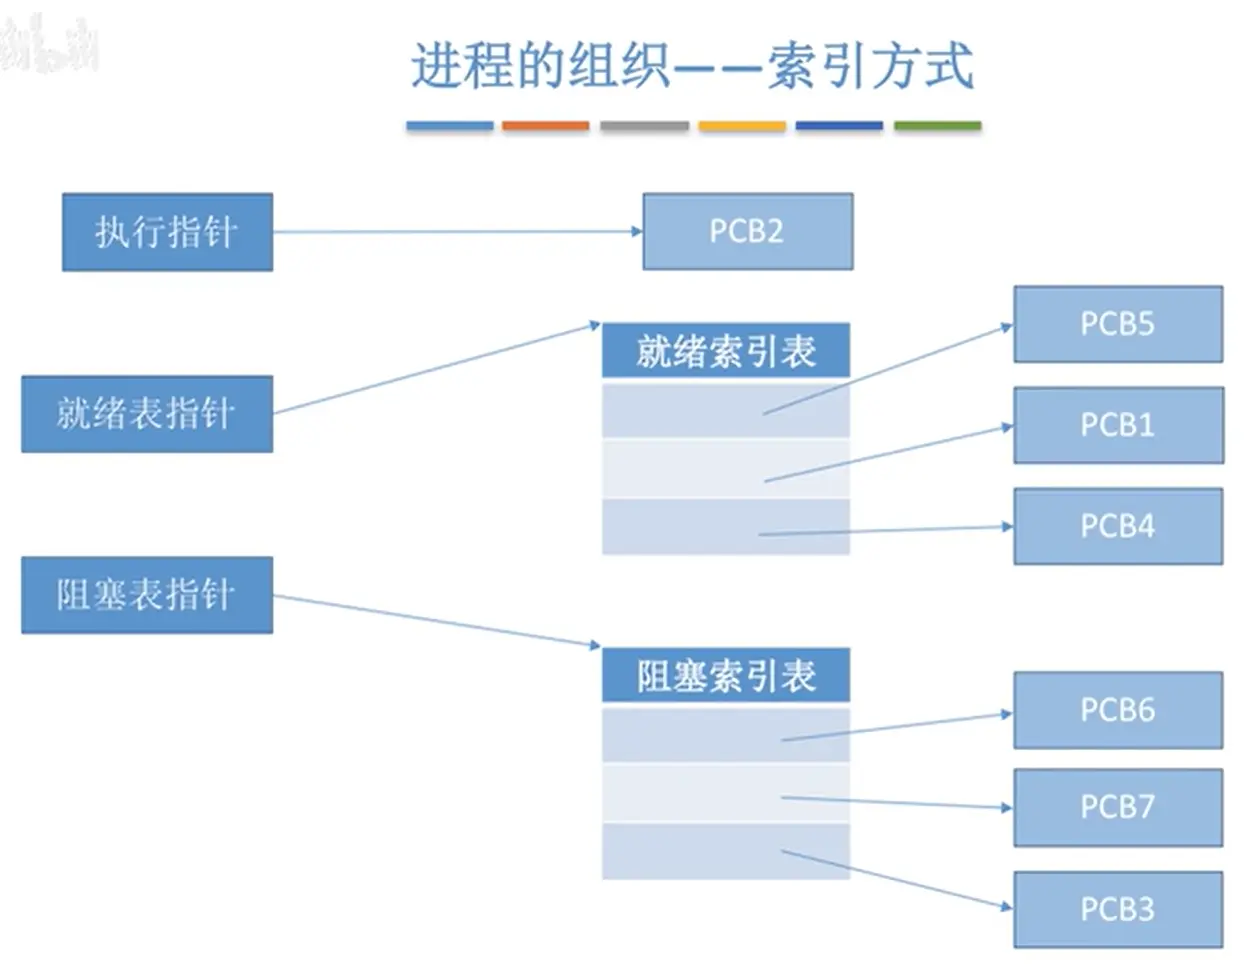 进程的组织——索引方式
执行指针
PCB2
就绪表指针
就绪索引表
PCB5
PCB1
PCB4
阻塞表指针
阻塞索引表
PCB6
PCB7
PCB3